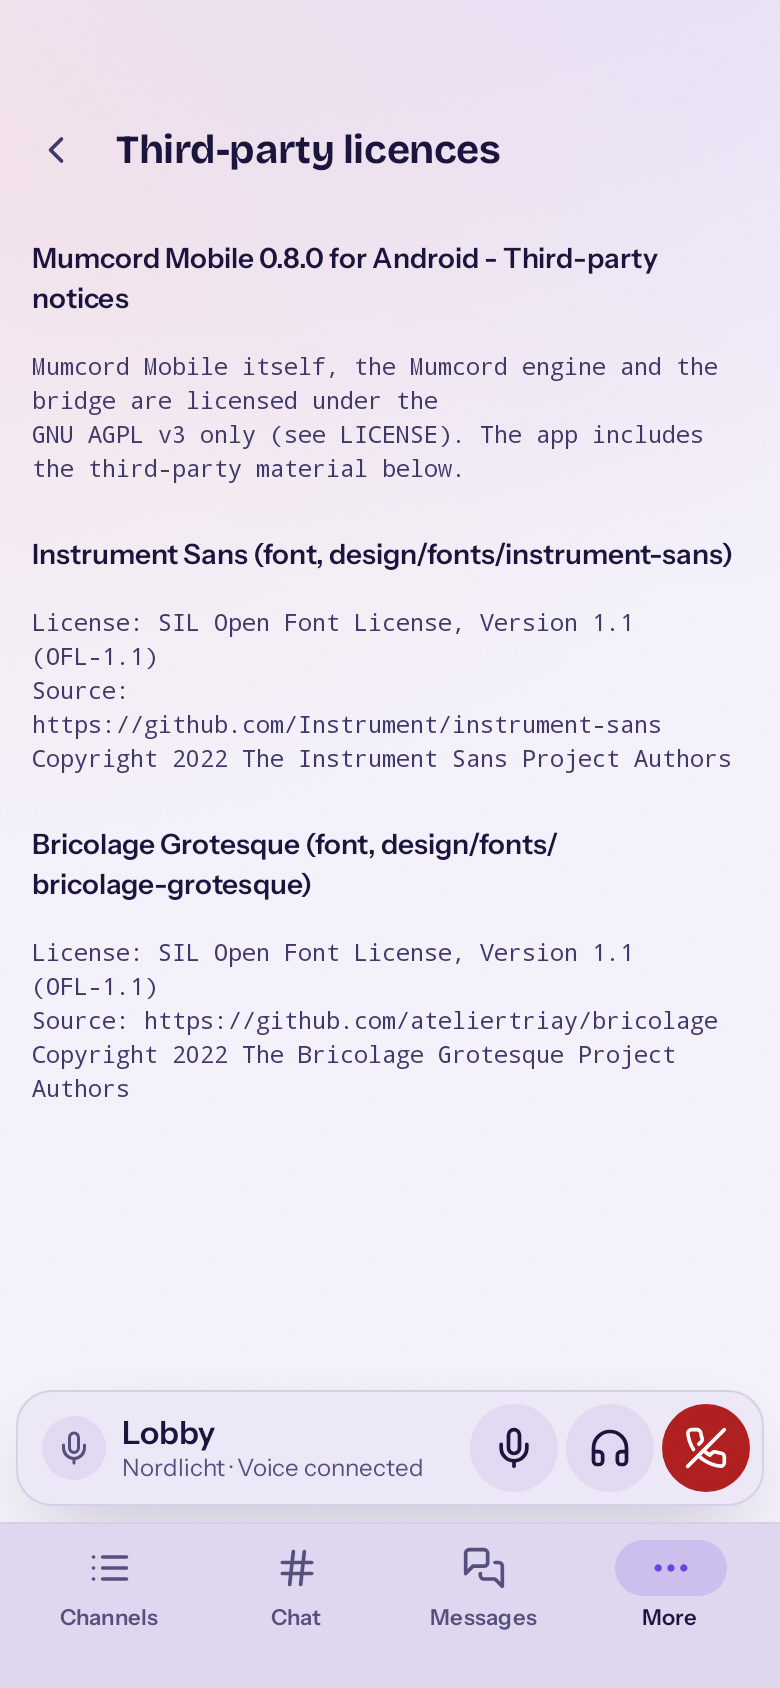 Third-party licences
Mumcord Mobile 0.8.0 for Android - Third-party
notices
Mumcord Mobile itself, the Mumcord engine and the
bridge are licensed under the
GNU AGPL v3 only (see LICENSE). The app includes
the third-party material below.
Instrument Sans (font, design/fonts/instrument-sans)
License: SIL Open Font License, Version 1.1
(OFL-1.1)
Source:
https://github.com/Instrument/instrument-sans
Copyright 2022 The Instrument Sans Project Authors
Bricolage Grotesque (font, design/fonts/
bricolage-grotesque)
License: SIL Open Font License, Version 1.1
(OFL-1.1)
Source: https://github.com/ateliertriay/bricolage
Copyright 2022 The Bricolage Grotesque Project
Authors
Lobby
Nordlicht · Voice connected
Channels
Chat
Messages
More